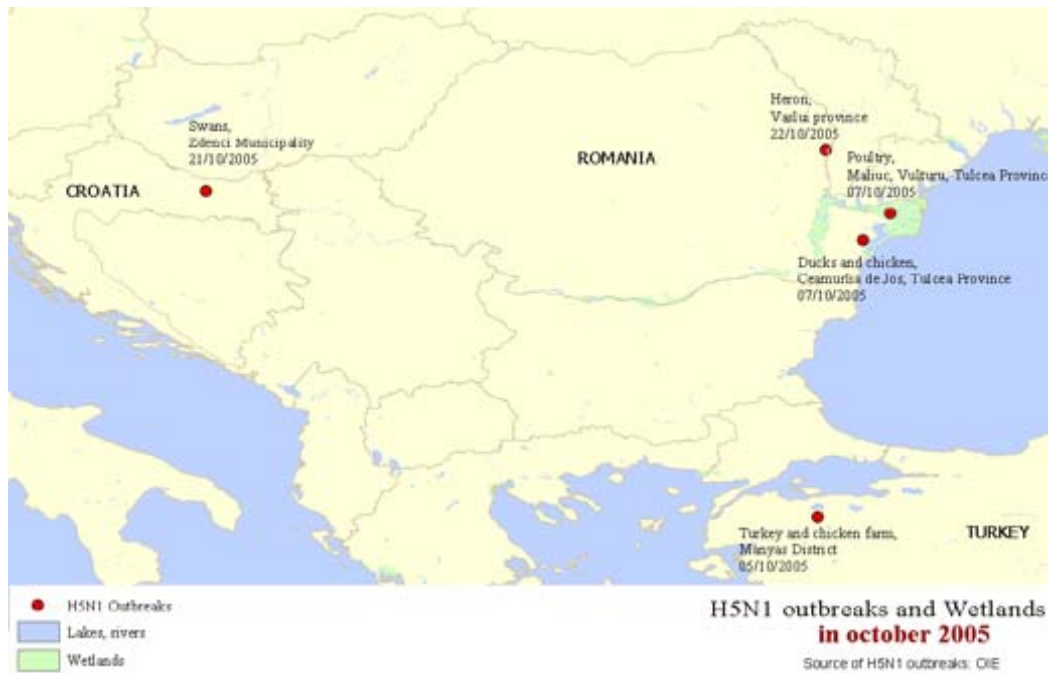 Swans,
Zdenci Municipality
21/10/2005
CROATIA
ROMANIA
Heron,
Vaslui province
22/10/2005
Poultry,
Maliuc, Vulturu, Tulcea Province
07/10/2005
Ducks and chicken,
Ceamurlia de Jos, Tulcea Province
07/10/2005
Turkey and chicken farm,
Manyas District
05/10/2005
TURKEY
H5N1 Outbreaks
Lakes, rivers
Wetlands
H5N1 outbreaks and Wetlands
in october 2005
Source of H5N1 outbreaks: OIE